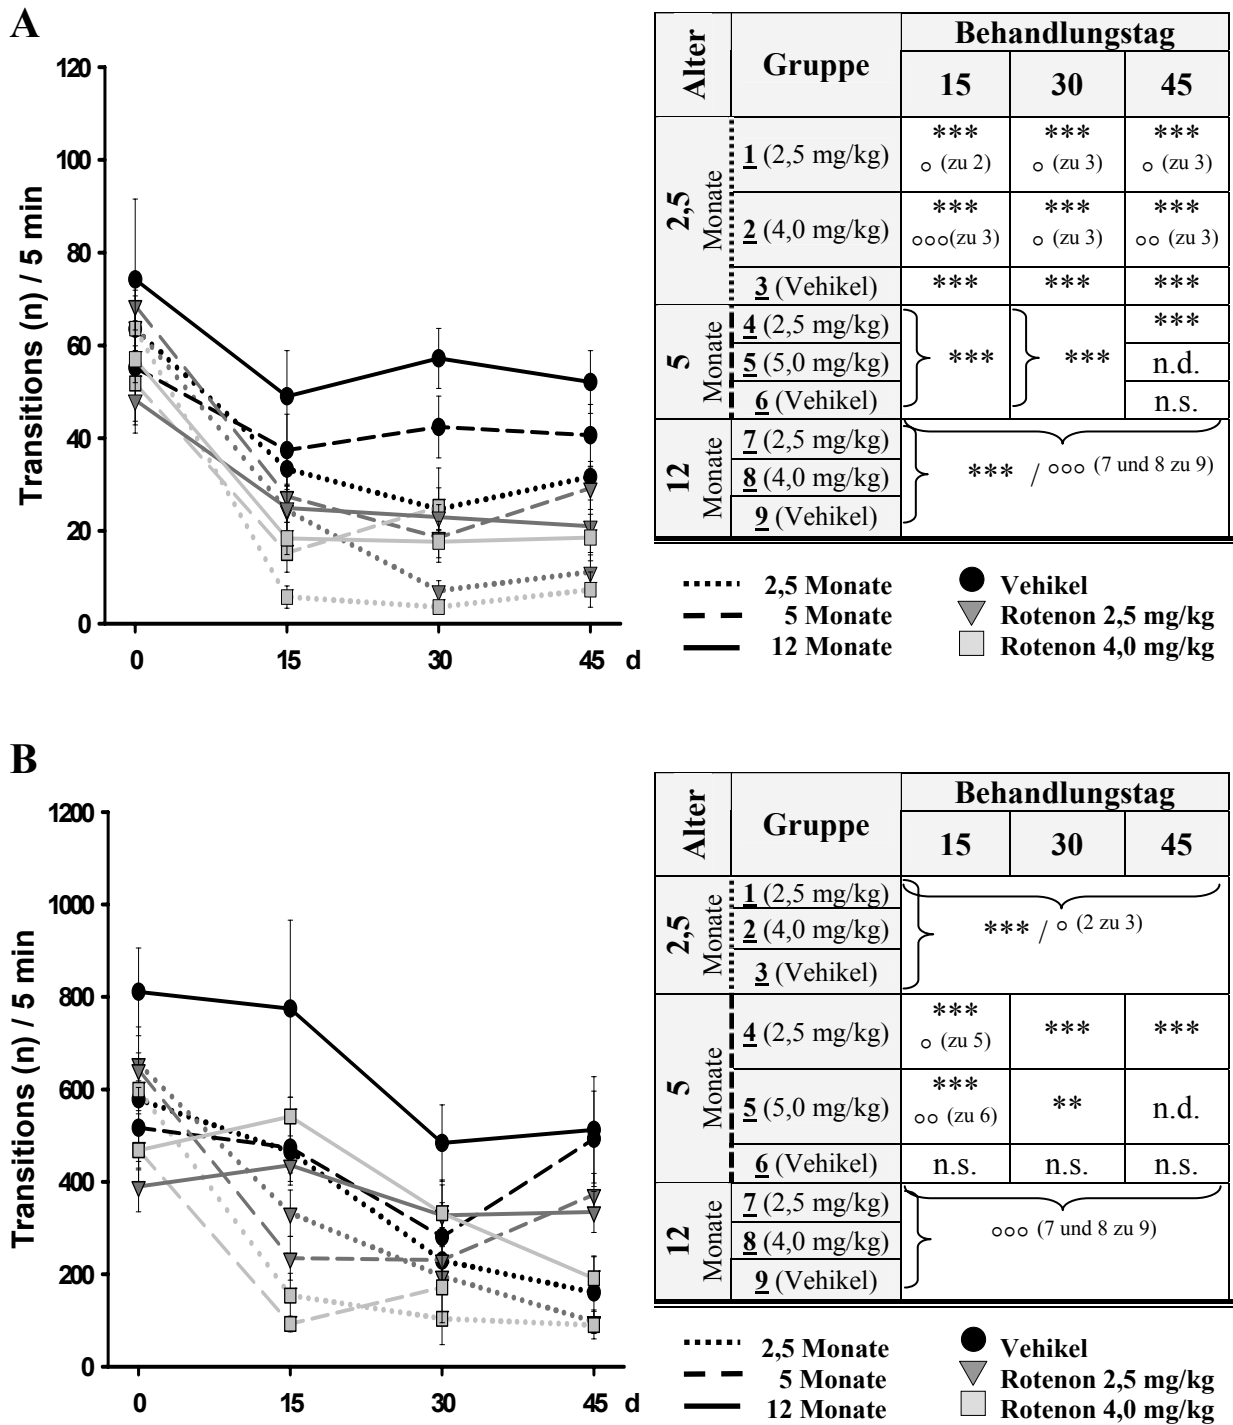 A
Transitions (n) / 5 min
120
100
80
60
40
20
0
0 15 30 45 d
Alter Gruppe Behandlungstag
15 30 45
2,5 Monate
1 (2,5 mg/kg) *** *** ***
° (zu 2) ° (zu 3) ° (zu 3)
2 (4,0 mg/kg) *** *** ***
°°°(zu 3) ° (zu 3) °° (zu 3)
3 (Vehikel) *** *** ***
5 Monate
4 (2,5 mg/kg) *** *** ***
5 (5,0 mg/kg) n.d.
6 (Vehikel) n.s.
12 Monate
7 (2,5 mg/kg)
8 (4,0 mg/kg) *** / °°° (7 und 8 zu 9)
9 (Vehikel)
2,5 Monate Vehikel
5 Monate Rotenon 2,5 mg/kg
12 Monate Rotenon 4,0 mg/kg
B
Transitions (n) / 5 min
1200
1000
800
600
400
200
0
0 15 30 45 d
Alter Gruppe Behandlungstag
15 30 45
2,5 Monate
1 (2,5 mg/kg)
2 (4,0 mg/kg) *** / ° (2 zu 3)
3 (Vehikel)
5 Monate
4 (2,5 mg/kg) *** *** ***
° (zu 5)
5 (5,0 mg/kg) *** ** n.d.
°° (zu 6)
6 (Vehikel) n.s. n.s. n.s.
12 Monate
7 (2,5 mg/kg)
8 (4,0 mg/kg) °°° (7 und 8 zu 9)
9 (Vehikel)
2,5 Monate Vehikel
5 Monate Rotenon 2,5 mg/kg
12 Monate Rotenon 4,0 mg/kg